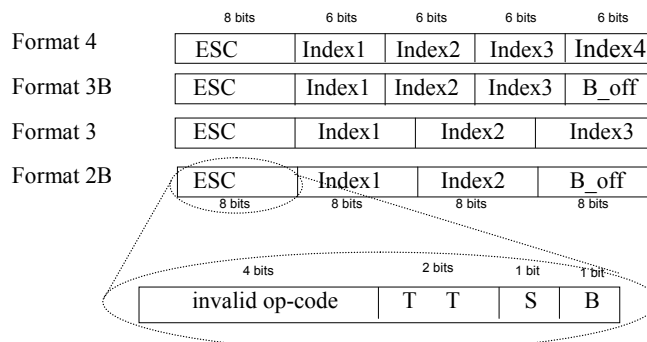 8 bits 6 bits 6 bits 6 bits 6 bits
Format 4 ESC Index1 Index2 Index3 Index4
Format 3B ESC Index1 Index2 Index3 B_off
Format 3 ESC Index1 Index2 Index3
Format 2B ESC Index1 Index2 B_off
8 bits 8 bits 8 bits 8 bits
4 bits 2 bits 1 bit 1 bit
invalid op-code T T S B